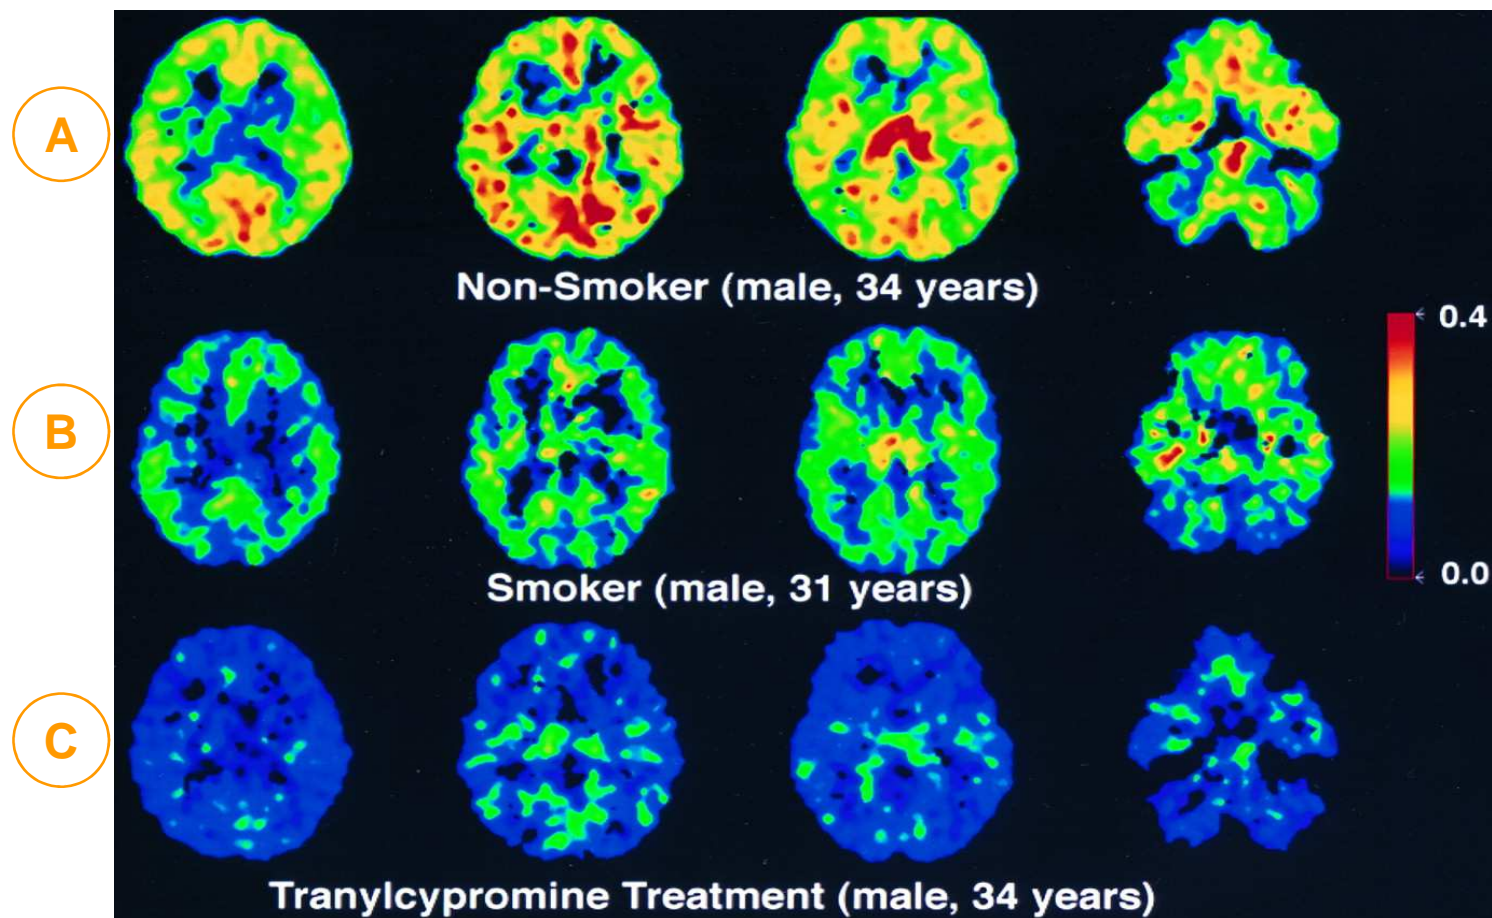 A
Non-Smoker (male, 34 years)
0.4
B
0.0
Smoker (male, 31 years)
C
Tranylcypromine Treatment (male, 34 years)